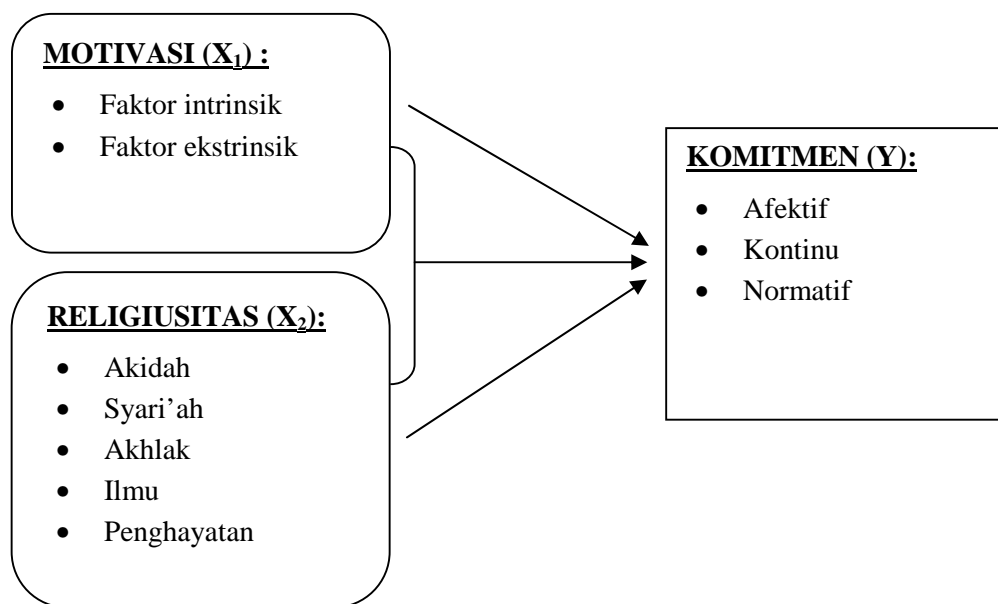 MOTIVASI (X₁) :
• Faktor intrinsik
• Faktor ekstrinsik
RELIGIUSITAS (X₂):
• Akidah
• Syari’ah
• Akhlak
• Ilmu
• Penghayatan
KOMITMEN (Y):
• Afektif
• Kontinu
• Normatif